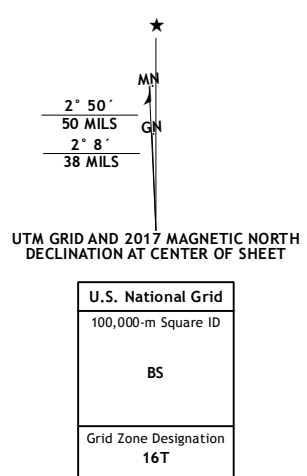 ★
MN
2° 50´
50 MILS
GN
2° 8´
38 MILS
UTM GRID AND 2017 MAGNETIC NORTH
DECLINATION AT CENTER OF SHEET
U.S. National Grid
100,000-m Square ID
BS
Grid Zone Designation
16T